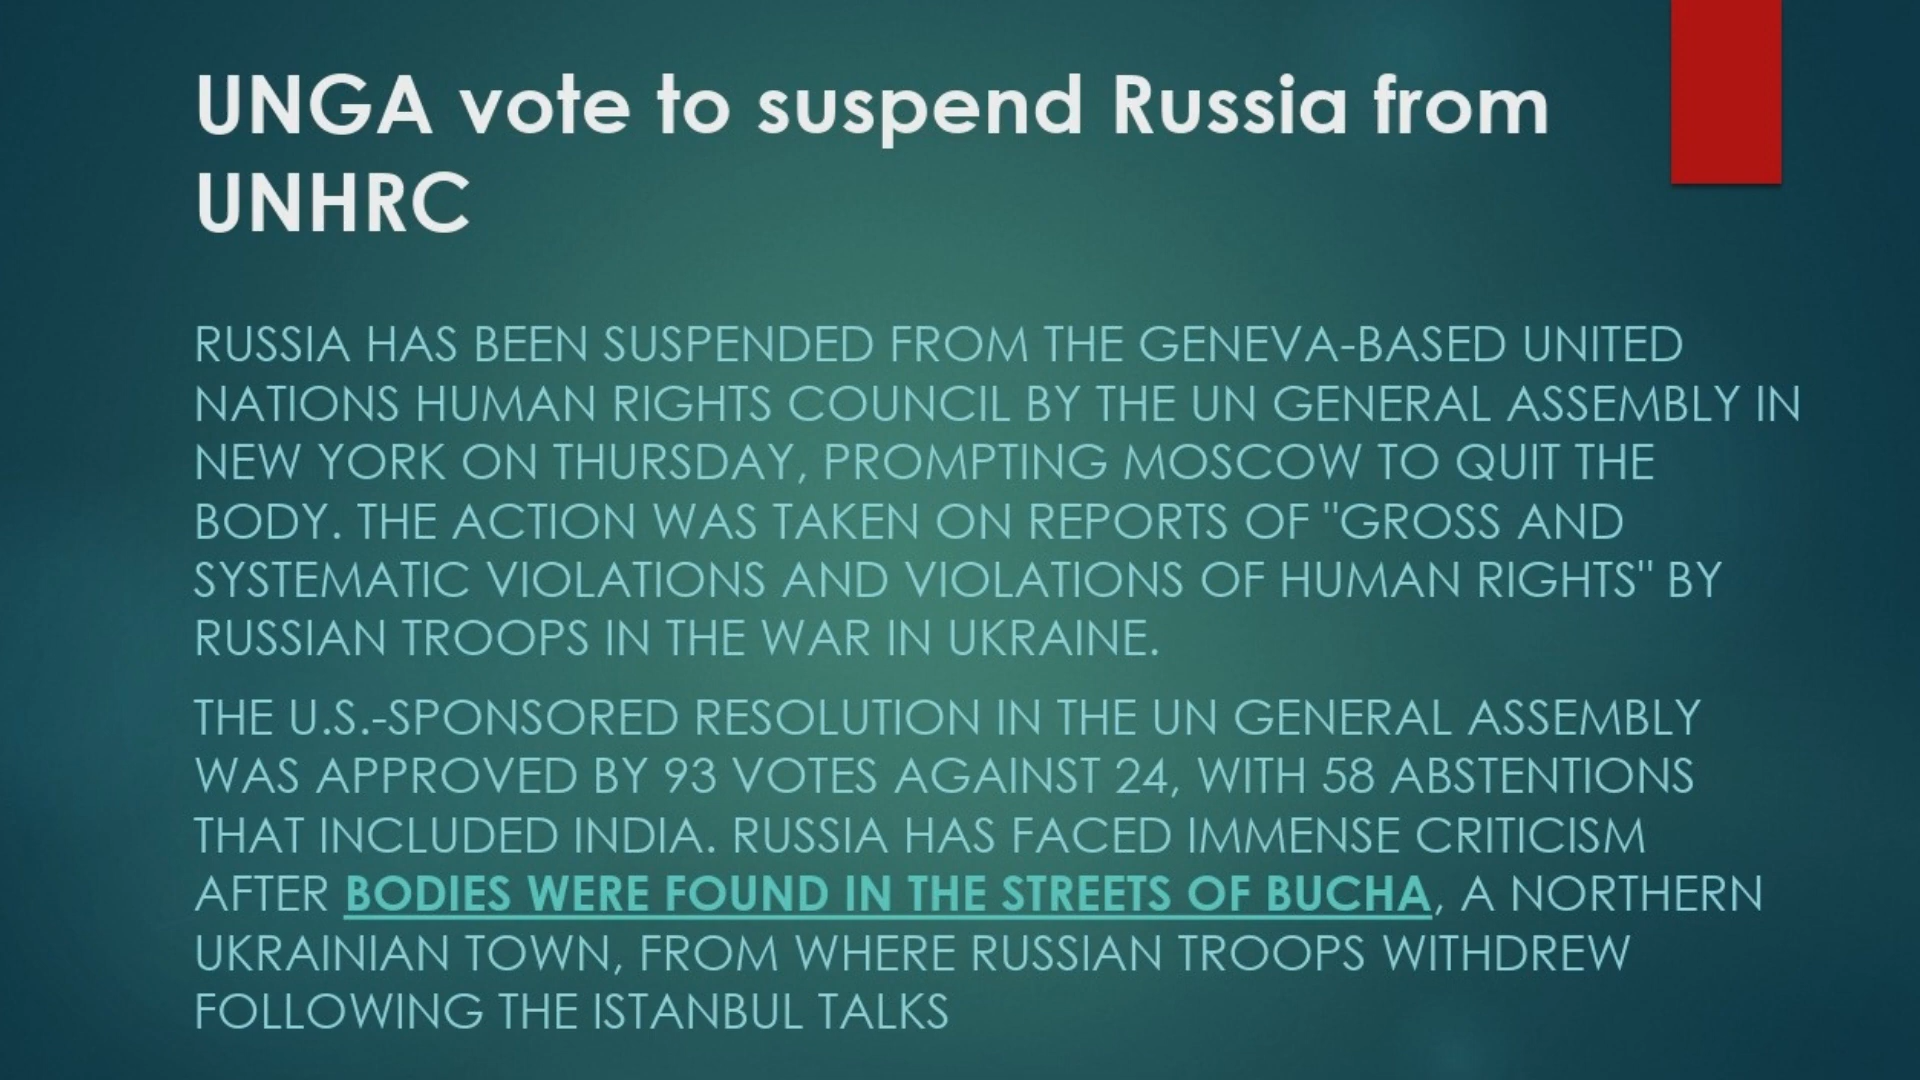 UNGA vote to suspend Russia from
UNHRC
RUSSIA HAS BEEN SUSPENDED FROM THE GENEVA-BASED UNITED
NATIONS HUMAN RIGHTS COUNCIL BY THE UN GENERAL ASSEMBLY IN
NEW YORK ON THURSDAY, PROMPTING MOSCOW TO QUIT THE
BODY. THE ACTION WAS TAKEN ON REPORTS OF "GROSS AND
SYSTEMATIC VIOLATIONS AND VIOLATIONS OF HUMAN RIGHTS" BY
RUSSIAN TROOPS IN THE WAR IN UKRAINE.
THE U.S.-SPONSORED RESOLUTION IN THE UN GENERAL ASSEMBLY
WAS APPROVED BY 93 VOTES AGAINST 24, WITH 58 ABSTENTIONS
THAT INCLUDED INDIA. RUSSIA HAS FACED IMMENSE CRITICISM
AFTER BODIES WERE FOUND IN THE STREETS OF BUCHA, A NORTHERN
UKRAINIAN TOWN, FROM WHERE RUSSIAN TROOPS WITHDREW
FOLLOWING THE ISTANBUL TALKS